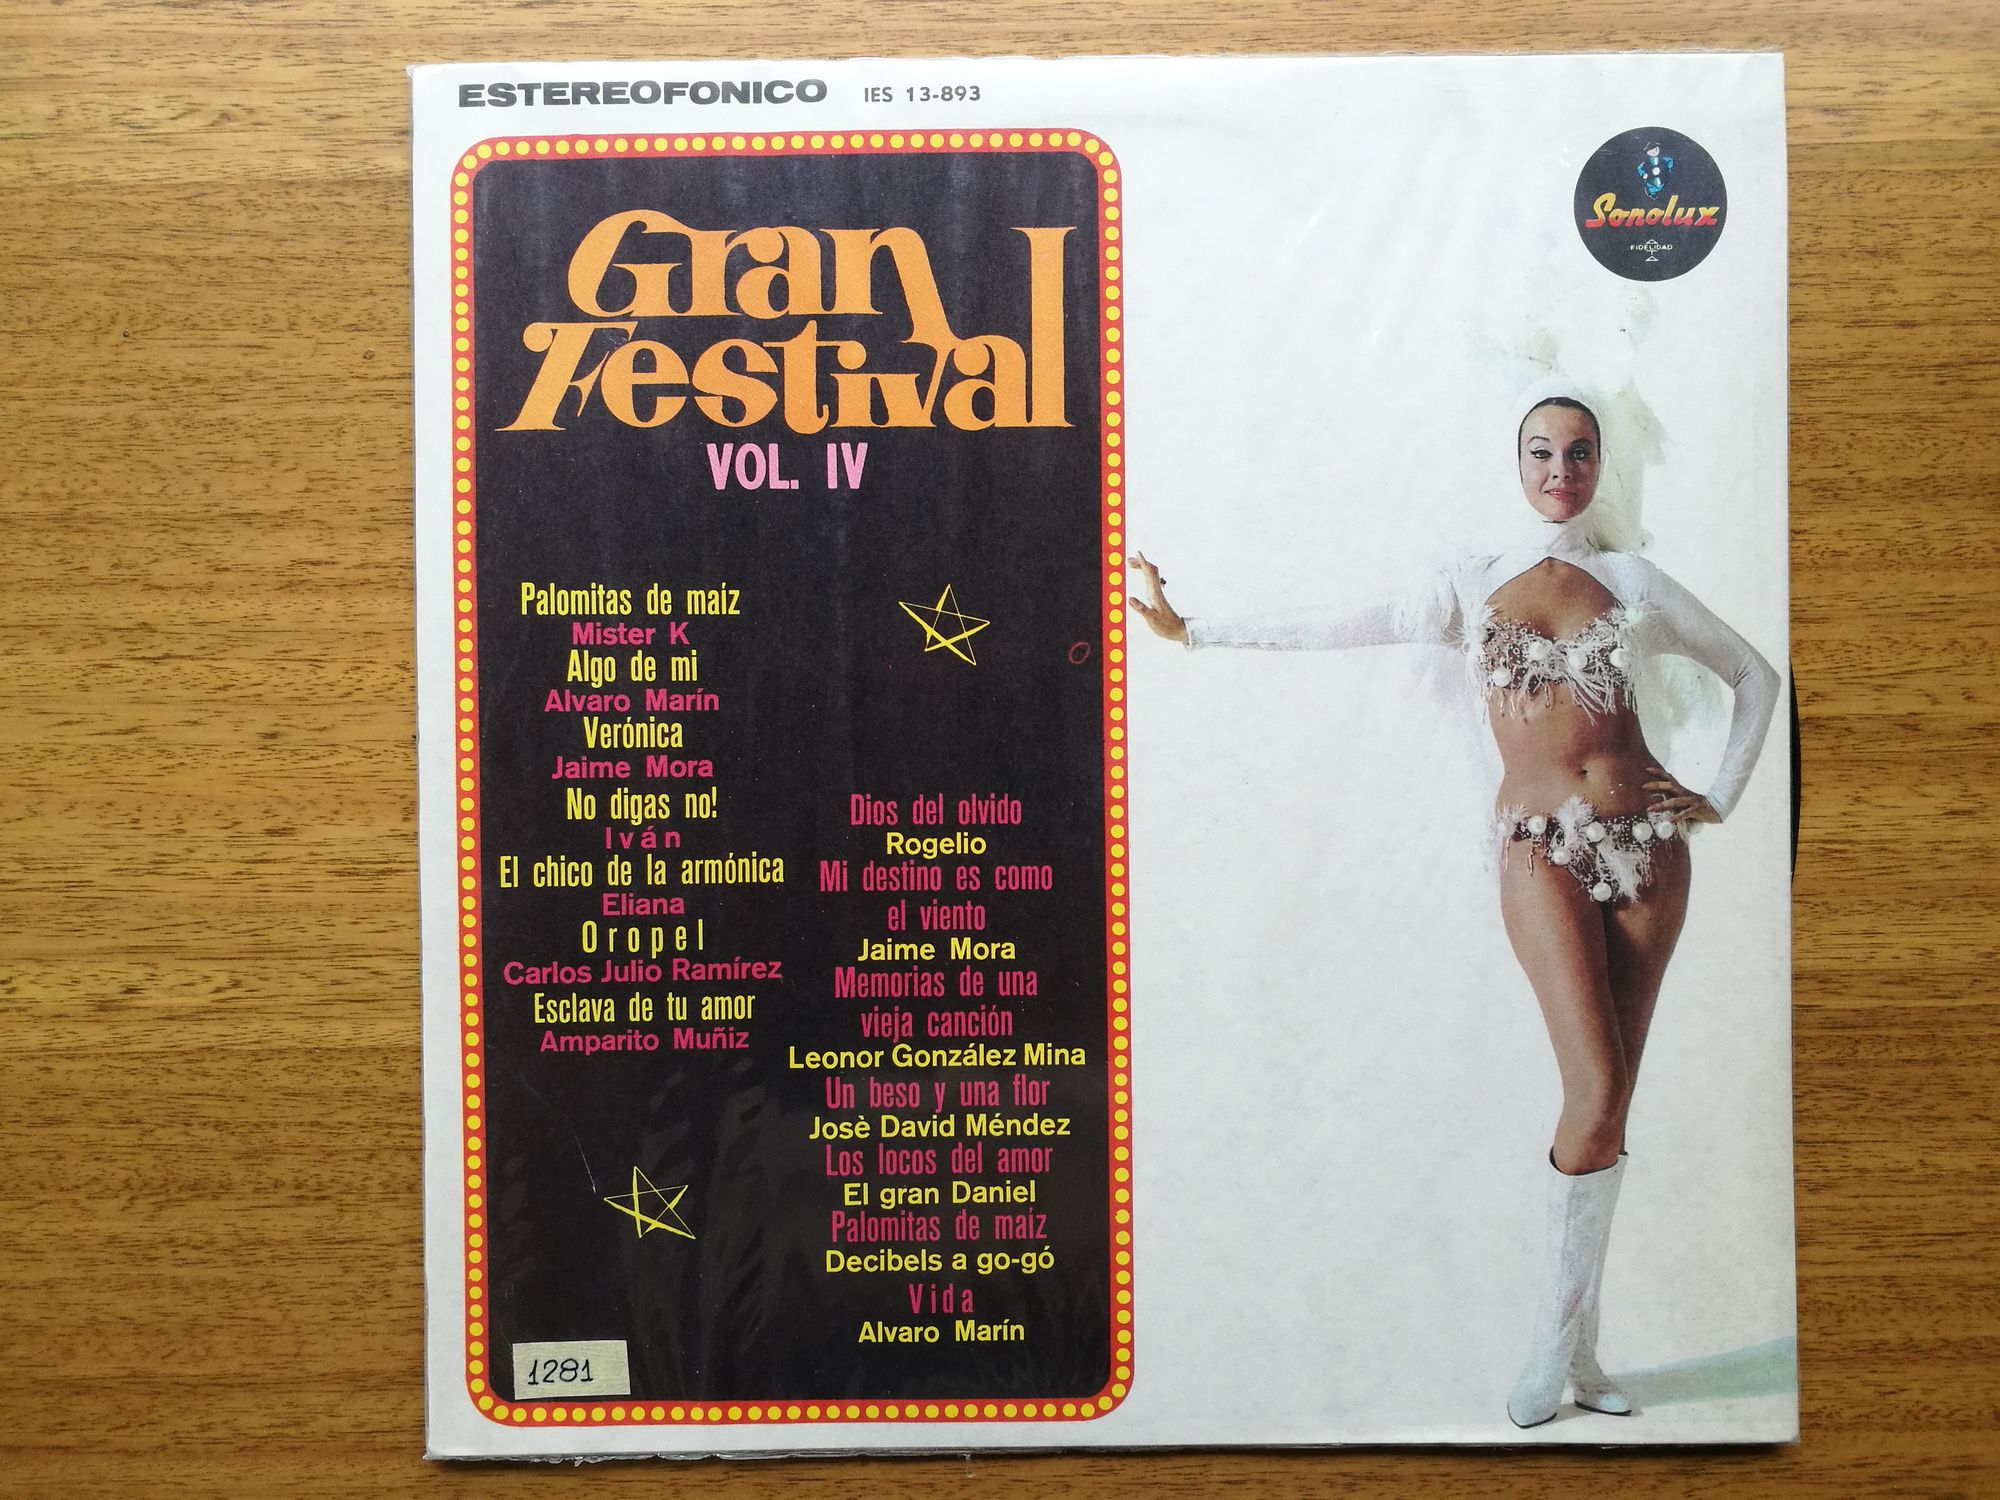 ESTEREOFONICO IES 13-893
Sonolux
FIDELIDAD
Gran
Festival
VOL. IV
Palomitas de maíz
Mister K
Algo de mi
Alvaro Marín
Verónica
Jaime Mora
No digas no!
Iván
El chico de la armónica
Eliana
Oropel
Carlos Julio Ramírez
Esclava de tu amor
Amparito Muñiz
Dios del olvido
Rogelio
Mi destino es como
el viento
Jaime Mora
Memorias de una
vieja canción
Leonor González Mina
Un beso y una flor
Josè David Méndez
Los locos del amor
El gran Daniel
Palomitas de maíz
Decibels a go-gó
Vida
Alvaro Marín
1281